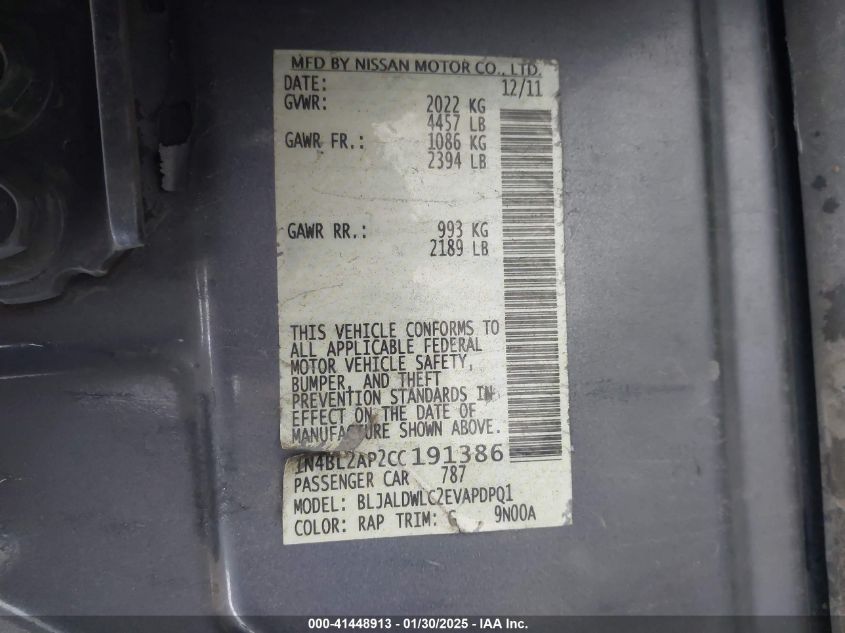 MFD BY NISSAN MOTOR CO., LTD.
DATE: 12/11
GVWR: 2022 KG
4457 LB
GAWR FR.: 1086 KG
2394 LB
GAWR RR.: 993 KG
2189 LB
THIS VEHICLE CONFORMS TO
ALL APPLICABLE FEDERAL
MOTOR VEHICLE SAFETY,
BUMPER, AND THEFT
PREVENTION STANDARDS IN
EFFECT ON THE DATE OF
MANUFACTURE SHOWN ABOVE.
1N4BL2AP2CC191386
PASSENGER CAR 787
MODEL: BLJALDWLC2EVAPDPQ1
COLOR: RAP TRIM: 9N00A
000-41448913 — 01/30/2025 — IAA Inc.